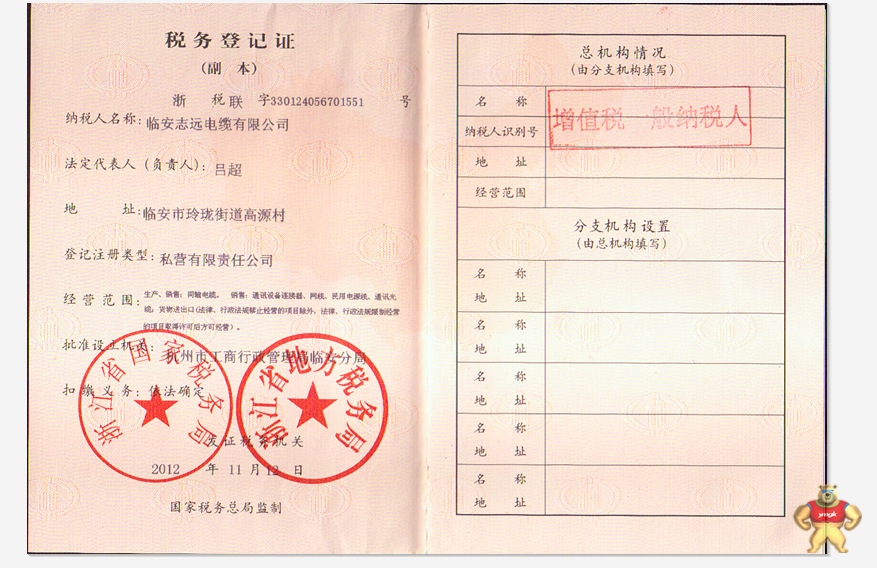 税务登记证
(副 本)
浙 税联 字330124056701551 号
纳税人名称:临安志远电缆有限公司
法定代表人(负责人):吕超
地 址:临安市玲珑街道高源村
登记注册类型:私营有限责任公司
经营范围:生产、销售:同轴电缆。 销售:通讯设备连接器、网线、民用电源线、通讯光
缆;货物进出口(法律、行政法规禁止经营的项目除外,法律、行政法规限制经营
的项目取得许可后方可经营)。
批准设立机关:杭州市工商行政管理局临安分局
扣缴义务:依法确定
浙江省国家税务局
浙江省地方税务局
发证税务机关
2012 年 11 月 12 日
国家税务总局监制
总机构情况
(由分支机构填写)
名 称
增值税一般纳税人
纳税人识别号
地 址
经营范围
分支机构设置
(由总机构填写)
名 称
地 址
名 称
地 址
名 称
地 址
名 称
地 址
名 称
地 址
ymgk